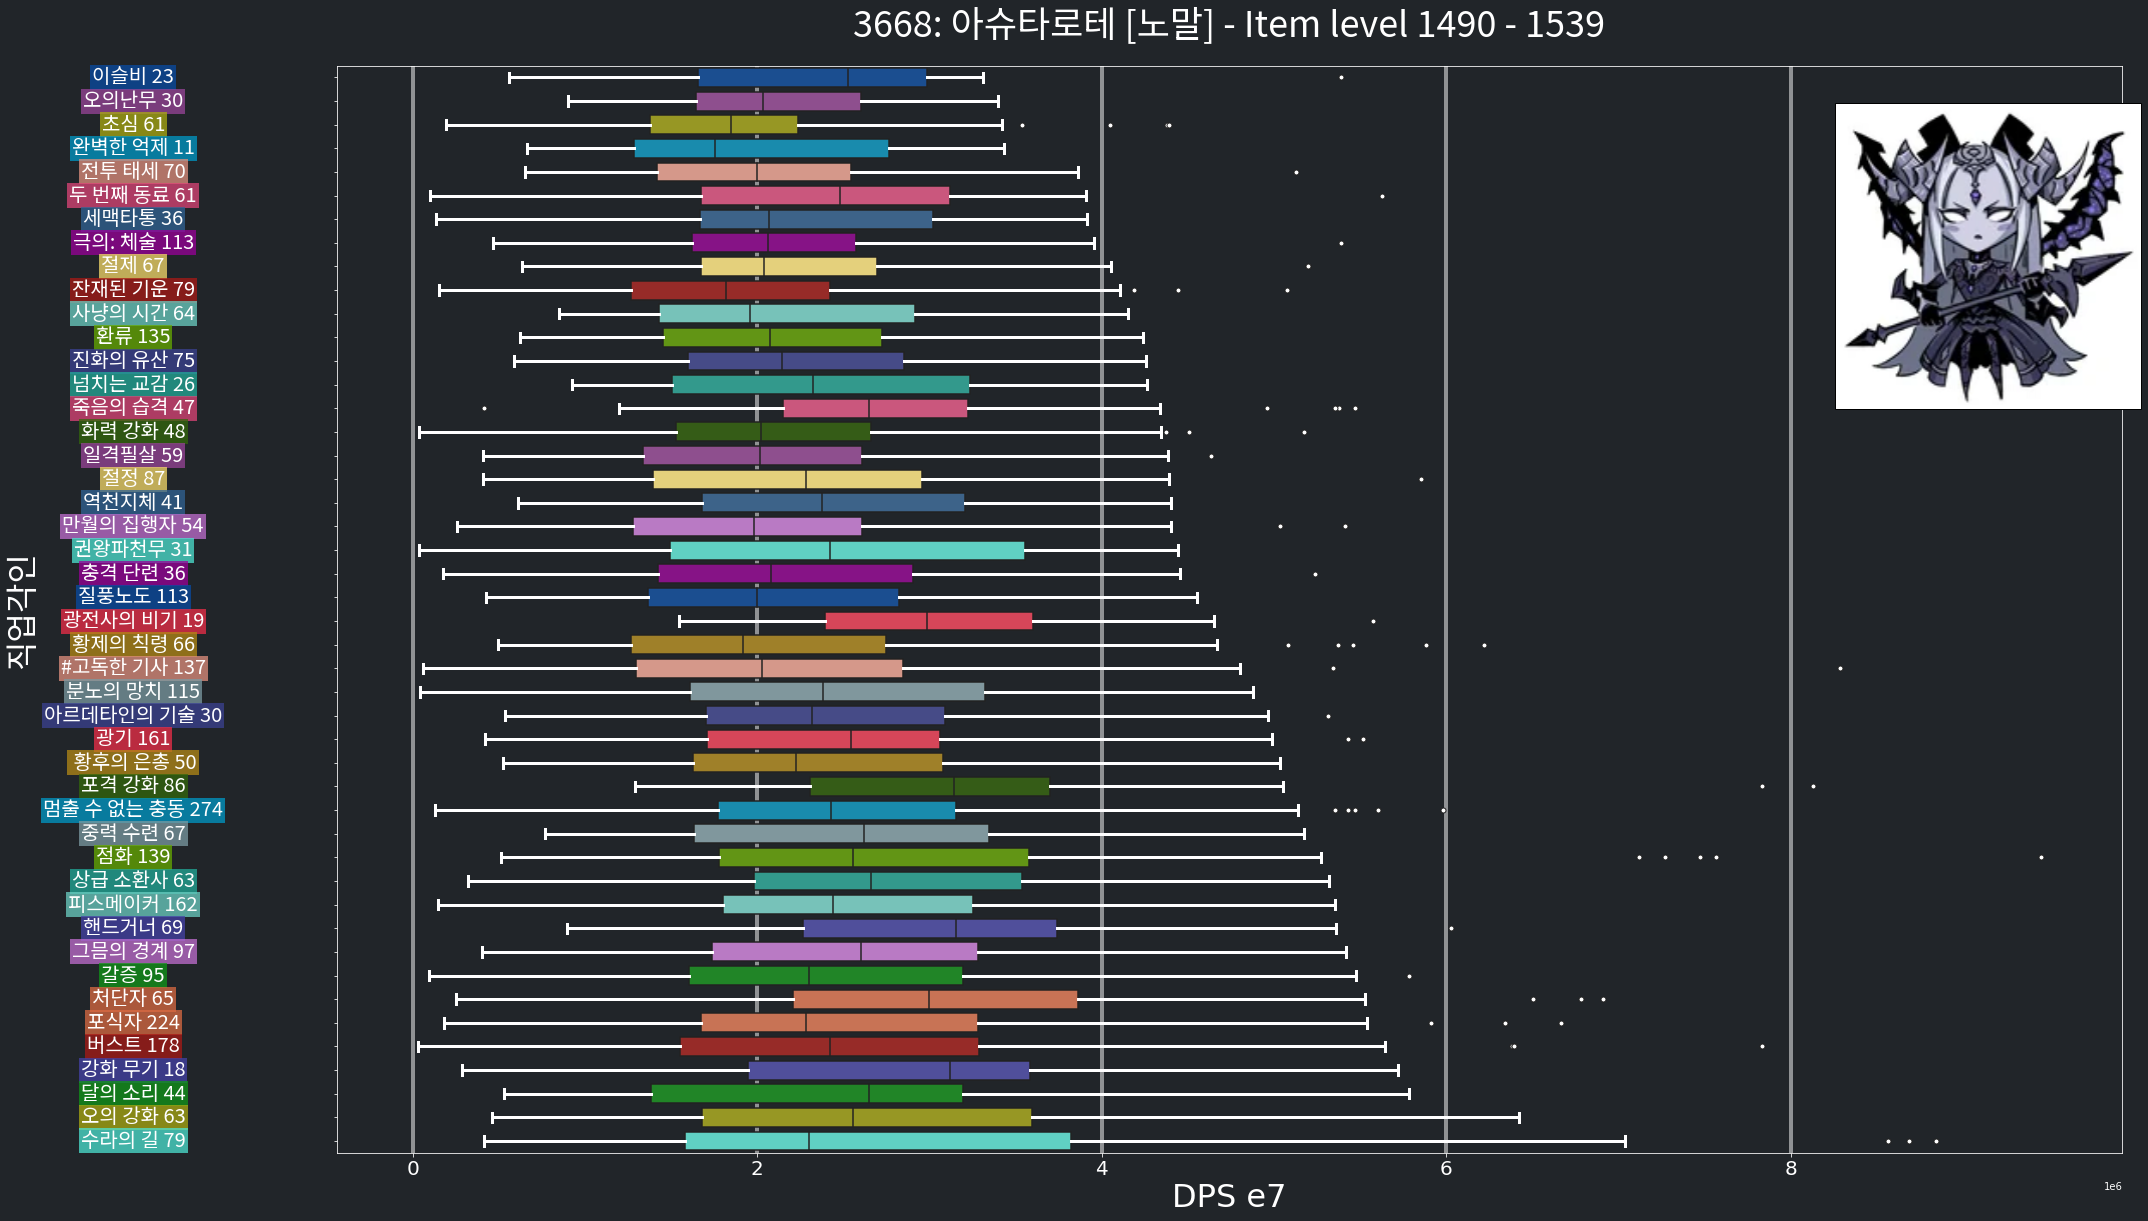 3668: 아슈타로테 [노말] - Item level 1490 - 1539
이슬비 23
오의난무 30
초심 61
완벽한 억제 11
전투 태세 70
두 번째 동료 61
세맥타통 36
극의: 체술 113
절제 67
잔재된 기운 79
사냥의 시간 64
환류 135
진화의 유산 75
넘치는 교감 26
죽음의 습격 47
화력 강화 48
일격필살 59
절정 87
역천지체 41
만월의 집행자 54
권왕파천무 31
충격 단련 36
질풍노도 113
광전사의 비기 19
황제의 칙령 66
#고독한 기사 137
분노의 망치 115
아르데타인의 기술 30
광기 161
황후의 은총 50
포격 강화 86
멈출 수 없는 충동 274
중력 수련 67
점화 139
상급 소환사 63
피스메이커 162
핸드거너 69
그믐의 경계 97
갈증 95
처단자 65
포식자 224
버스트 178
강화 무기 18
달의 소리 44
오의 강화 63
수라의 길 79
직업각인
0 2 4 6 8
DPS e7
1e6